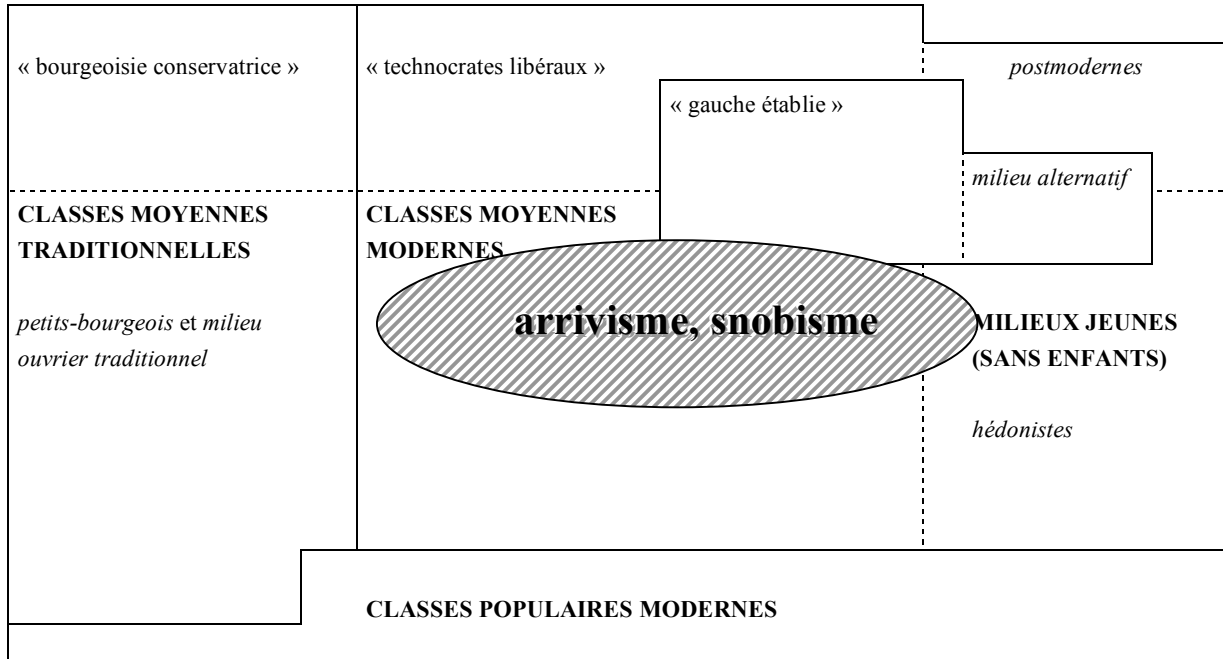 « bourgeoisie conservatrice »
« technocrates libéraux »
postmodernes
« gauche établie »
milieu alternatif
CLASSES MOYENNES
TRADITIONNELLES
CLASSES MOYENNES
MODERNES
petits-bourgeois et milieu
ouvrier traditionnel
arrivisme, snobisme
MILIEUX JEUNES
(SANS ENFANTS)
hédonistes
CLASSES POPULAIRES MODERNES